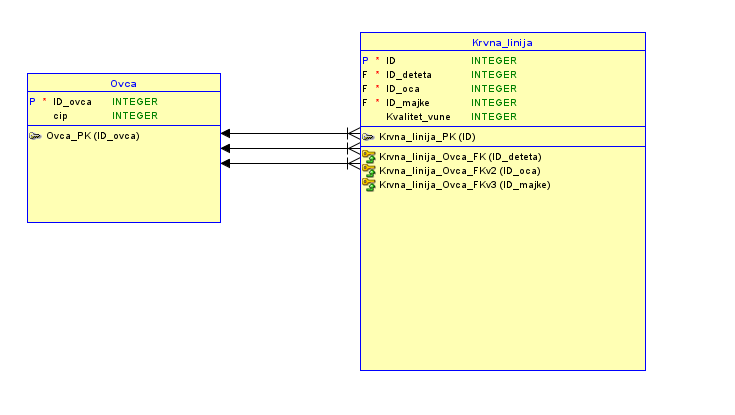 Ovca
P * ID_ovca INTEGER
cip INTEGER
Ovca_PK (ID_ovca)
Krvna_linija
P * ID INTEGER
F * ID_deteta INTEGER
F * ID_oca INTEGER
F * ID_majke INTEGER
Kvalitet_vune INTEGER
Krvna_linija_PK (ID)
Krvna_linija_Ovca_FK (ID_deteta)
Krvna_linija_Ovca_FKv2 (ID_oca)
Krvna_linija_Ovca_FKv3 (ID_majke)